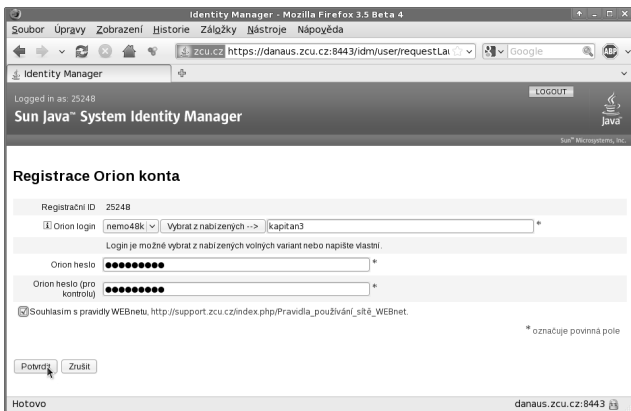 Identity Manager - Mozilla Firefox 3.5 Beta 4
Soubor Úpravy Zobrazení Historie Záložky Nástroje Nápověda
zcu.cz https://danaus.zcu.cz:8443/idm/user/requestLau Google ABP
Identity Manager
Logged in as: 25248
LOGOUT
Sun Java™ System Identity Manager
Java
Sun™ Microsystems, Inc.
Registrace Orion konta
Registrační ID 25248
Orion login nemo48k Vybrat z nabízených --> kapitan3 *
Login je možné vybrat z nabízených volných variant nebo napište vlastní.
Orion heslo ●●●●●●●●● *
Orion heslo (pro kontrolu) ●●●●●●●●● *
Souhlasim s pravidly WEBnetu, http://support.zcu.cz/index.php/Pravidla_používání_sítě_WEBnet.
* označuje povinná pole
Potvrdit Zrušit
Hotovo danaus.zcu.cz:8443